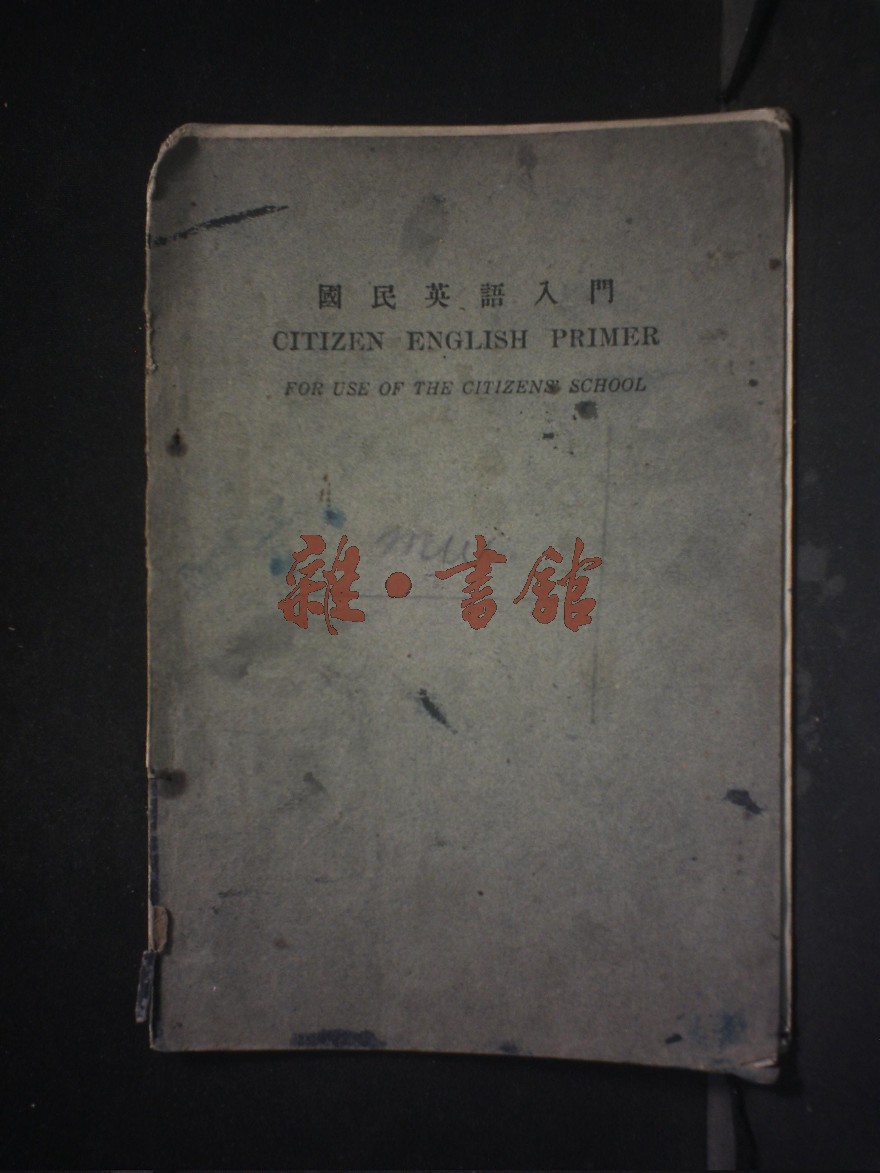 國民英語入門
CITIZEN ENGLISH PRIMER
FOR USE OF THE CITIZENS' SCHOOL
雜•書館